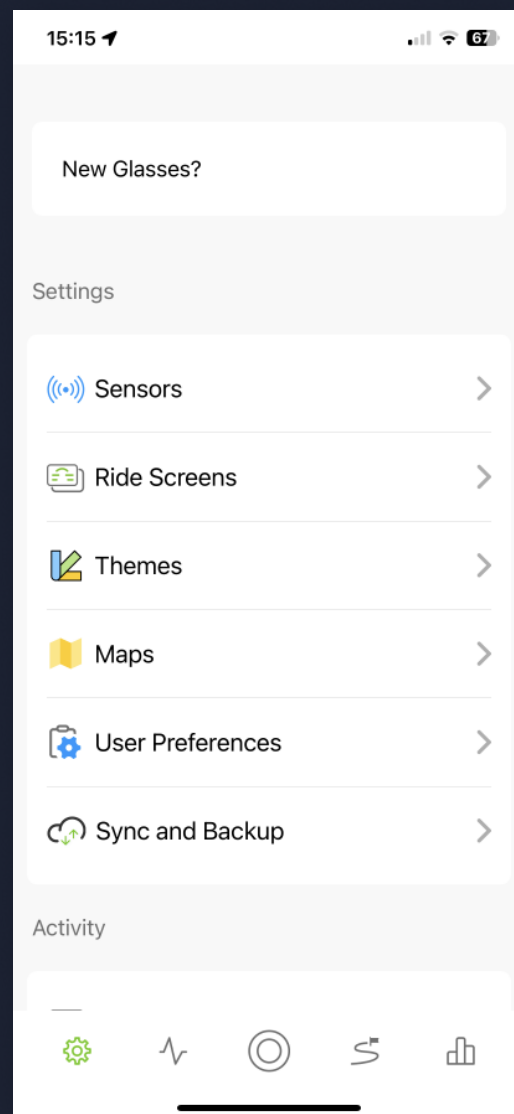 15:15
67
New Glasses?
Settings
Sensors
Ride Screens
Themes
Maps
User Preferences
Sync and Backup
Activity